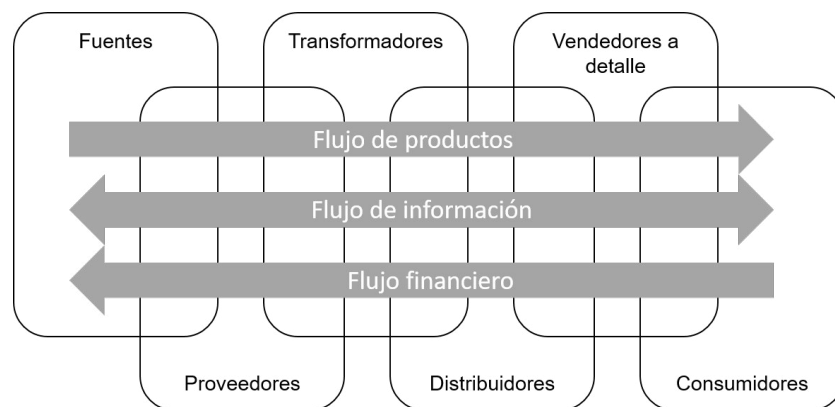 Fuentes
Transformadores
Vendedores a
detalle
Flujo de productos
Flujo de información
Flujo financiero
Proveedores
Distribuidores
Consumidores